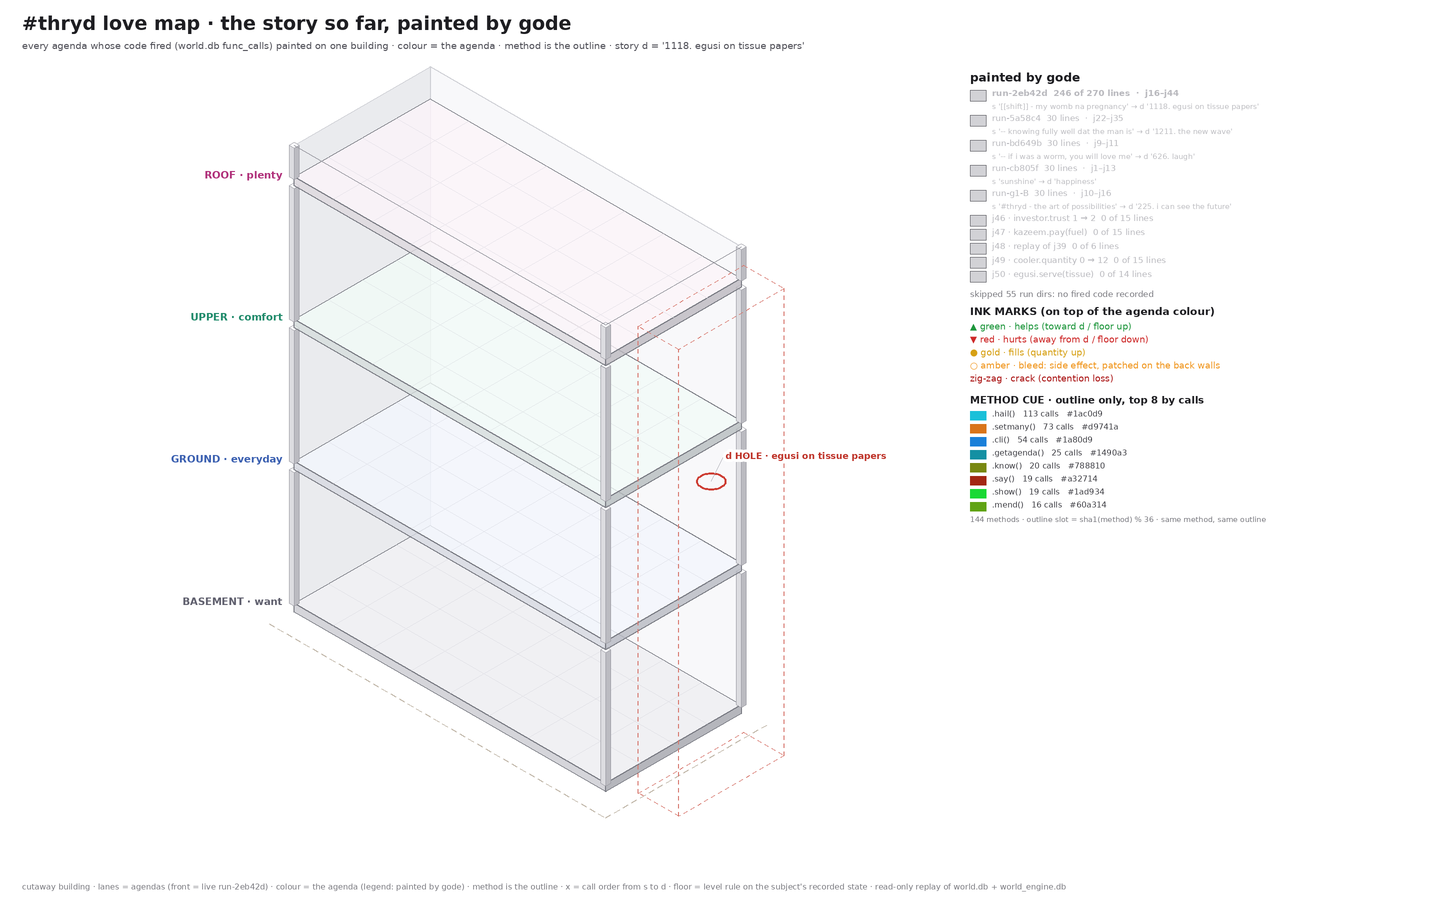 #thryd love map · the story so far, painted by gode
every agenda whose code fired (world.db func_calls) painted on one building · colour = the agenda · method is the outline · story d = '1118. egusi on tissue papers'
ROOF · plenty
UPPER · comfort
GROUND · everyday
BASEMENT · want
d HOLE · egusi on tissue papers
painted by gode
run-2eb42d 246 of 270 lines · j16–j44
s '[[shift]] · my womb na pregnancy' → d '1118. egusi on tissue papers'
run-5a58c4 30 lines · j22–j35
s '-- knowing fully well dat the man is' → d '1211. the new wave'
run-bd649b 30 lines · j9–j11
s '-- If i was a worm, you will love me' → d '626. laugh'
run-cb805f 30 lines · j1–j13
s 'sunshine' → d 'happiness'
run-g1-B 30 lines · j10–j16
s '#thryd - the art of possibilities' → d '225. i can see the future'
j46 · investor.trust 1 → 2 0 of 15 lines
j47 · kazeem.pay(fuel) 0 of 15 lines
j48 · replay of j39 0 of 6 lines
j49 · cooler.quantity 0 → 12 0 of 15 lines
j50 · egusi.serve(tissue) 0 of 14 lines
skipped 55 run dirs: no fired code recorded
INK MARKS (on top of the agenda colour)
▲ green · helps (toward d / floor up)
▼ red · hurts (away from d / floor down)
● gold · fills (quantity up)
○ amber · bleed: side effect, patched on the back walls
zig-zag · crack (contention loss)
METHOD CUE · outline only, top 8 by calls
.hail() 113 calls #1ac0d9
.setmany() 73 calls #d9741a
.cli() 54 calls #1a80d9
.getagenda() 25 calls #1490a3
.know() 20 calls #788810
.say() 19 calls #a32714
.show() 19 calls #1ad934
.mend() 16 calls #60a314
144 methods · outline slot = sha1(method) % 36 · same method, same outline
cutaway building · lanes = agendas (front = live run-2eb42d) · colour = the agenda (legend: painted by gode) · method is the outline · x = call order from s to d · floor = level rule on the subject's recorded state · read-only replay of world.db + world_engine.db